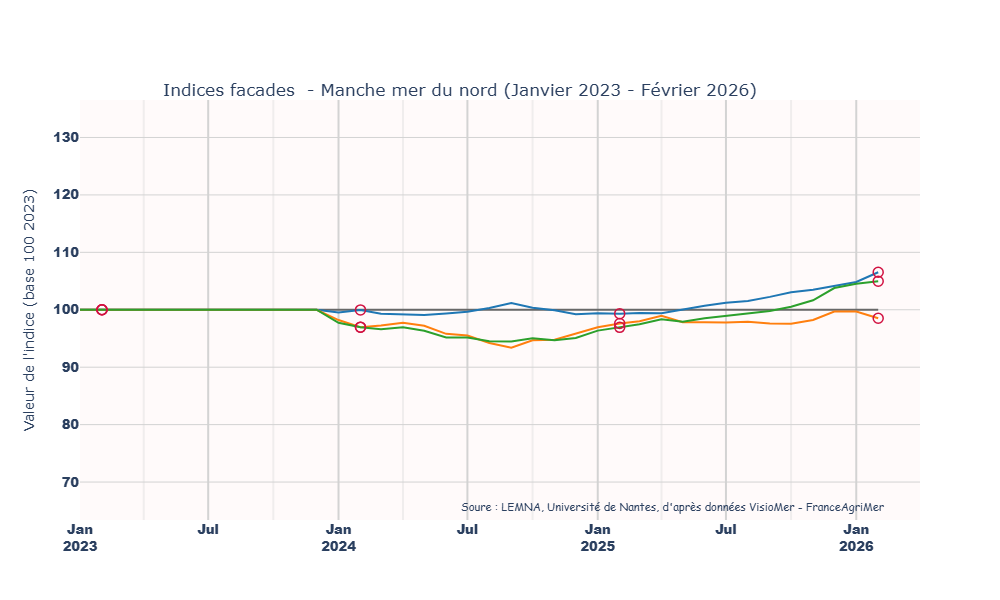 Indices facades - Manche mer du nord (Janvier 2023 - Février 2026)
Valeur de l'indice (base 100 2023)
130
120
110
100
90
80
70
Soure : LEMNA, Université de Nantes, d'après données VisioMer - FranceAgriMer
Jan Jul Jan Jul Jan Jul Jan
2023 2024 2025 2026